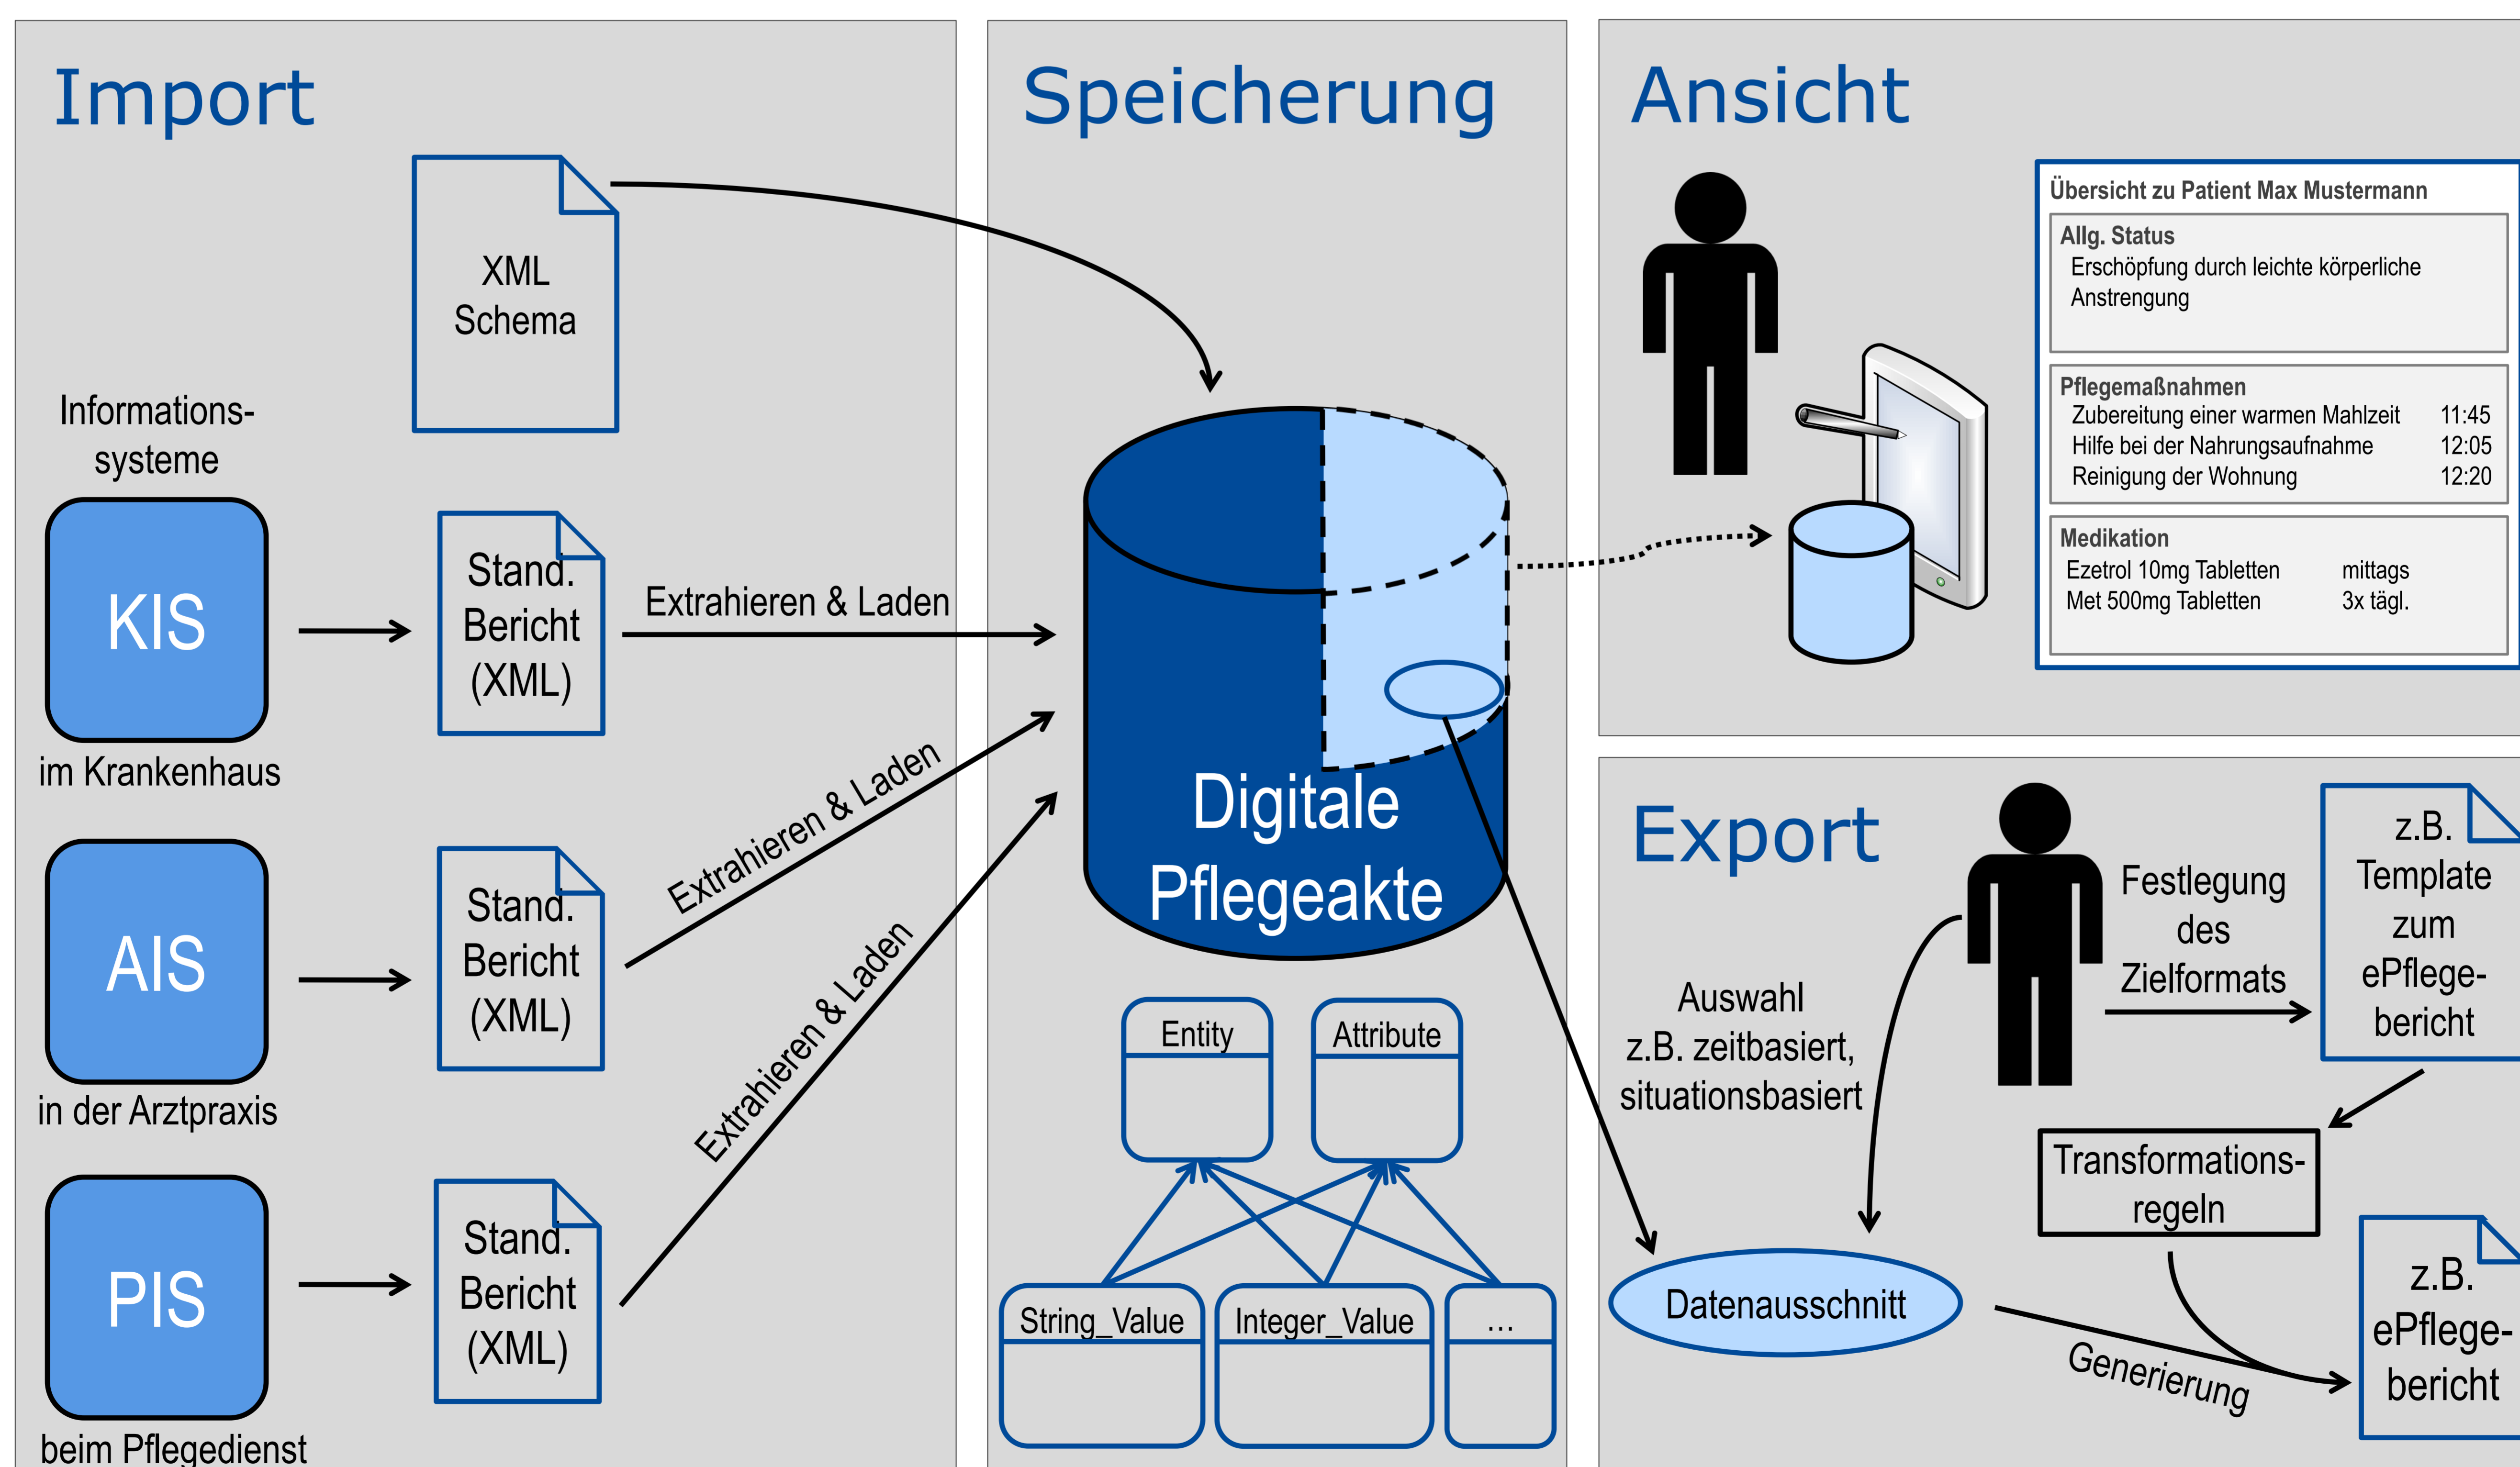 Import
XML
Schema
Informations-
systeme
KIS
im Krankenhaus
Stand.
Bericht
(XML)
Extrahieren & Laden
AIS
in der Arztpraxis
Stand.
Bericht
(XML)
Extrahieren & Laden
PIS
beim Pflegedienst
Stand.
Bericht
(XML)
Extrahieren & Laden
Speicherung
Digitale
Pflegeakte
Entity
Attribute
String_Value
Integer_Value
...
Ansicht
Übersicht zu Patient Max Mustermann
Allg. Status
Erschöpfung durch leichte körperliche
Anstrengung
Pflegemaßnahmen
Zubereitung einer warmen Mahlzeit 11:45
Hilfe bei der Nahrungsaufnahme 12:05
Reinigung der Wohnung 12:20
Medikation
Ezetrol 10mg Tabletten mittags
Met 500mg Tabletten 3x tägl.
Export
Festlegung
des
Zielformats
z.B.
Template
zum
ePflege-
bericht
Auswahl
z.B. zeitbasiert,
situationsbasiert
Transformations-
regeln
Datenausschnitt
Generierung
z.B.
ePflege-
bericht